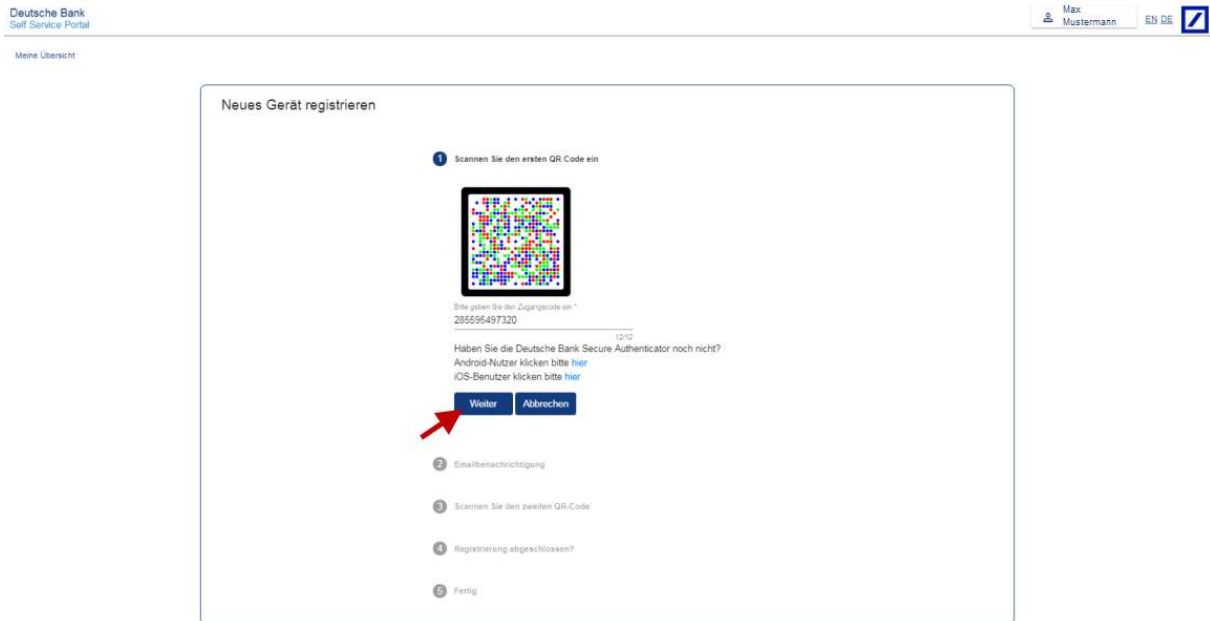 Deutsche Bank
Self Service Portal
Max
Mustermann
EN DE
Meine Übersicht
Neues Gerät registrieren
1 Scannen Sie den ersten QR Code ein
Bitte geben Sie den Zugangscode ein *
285595497320
12/12
Haben Sie die Deutsche Bank Secure Authenticator noch nicht?
Android-Nutzer klicken bitte hier
iOS-Benutzer klicken bitte hier
Weiter Abbrechen
2 Emailbenachrichtigung
3 Scannen Sie den zweiten QR-Code
4 Registrierung abgeschlossen?
5 Fertig